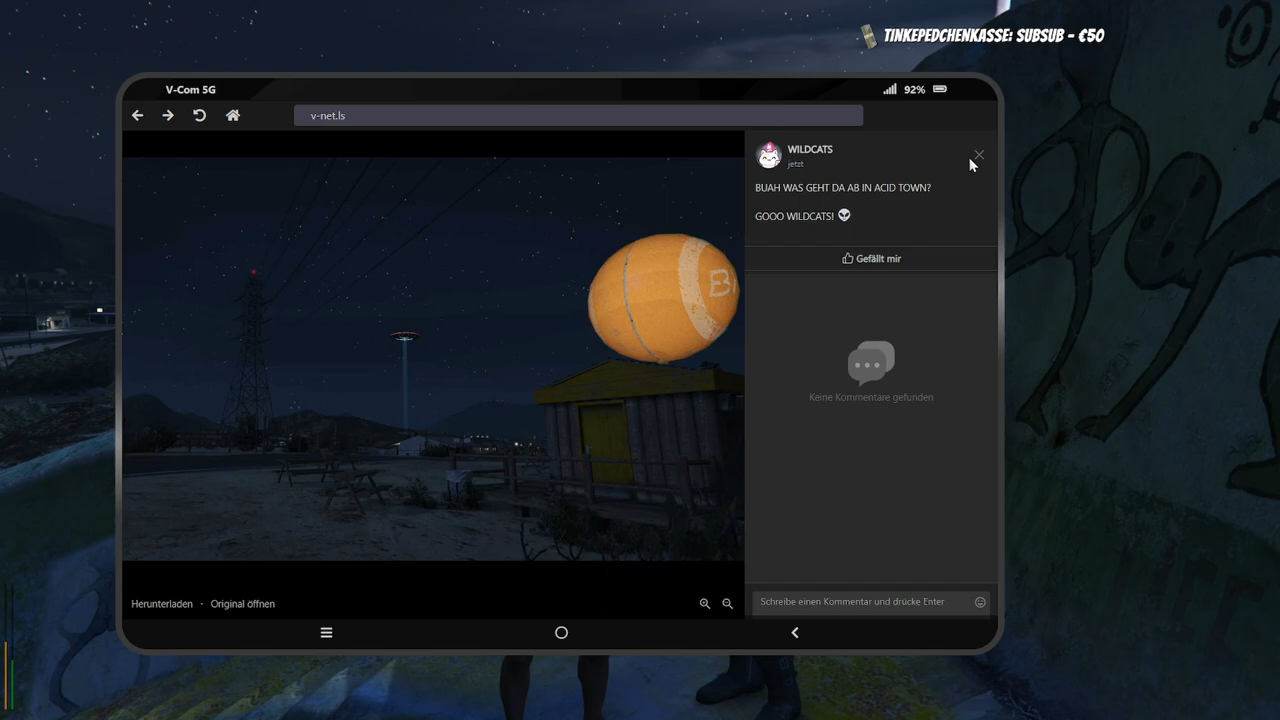 TINKEPEDCHENKASSE: SUBSUB - €50
V-Com 5G
92%
v-net.ls
WILDCATS
jetzt
BUAH WAS GEHT DA AB IN ACID TOWN?
GOOO WILDCATS! 👽
Gefällt mir
Keine Kommentare gefunden
Herunterladen · Original öffnen
Schreibe einen Kommentar und drücke Enter